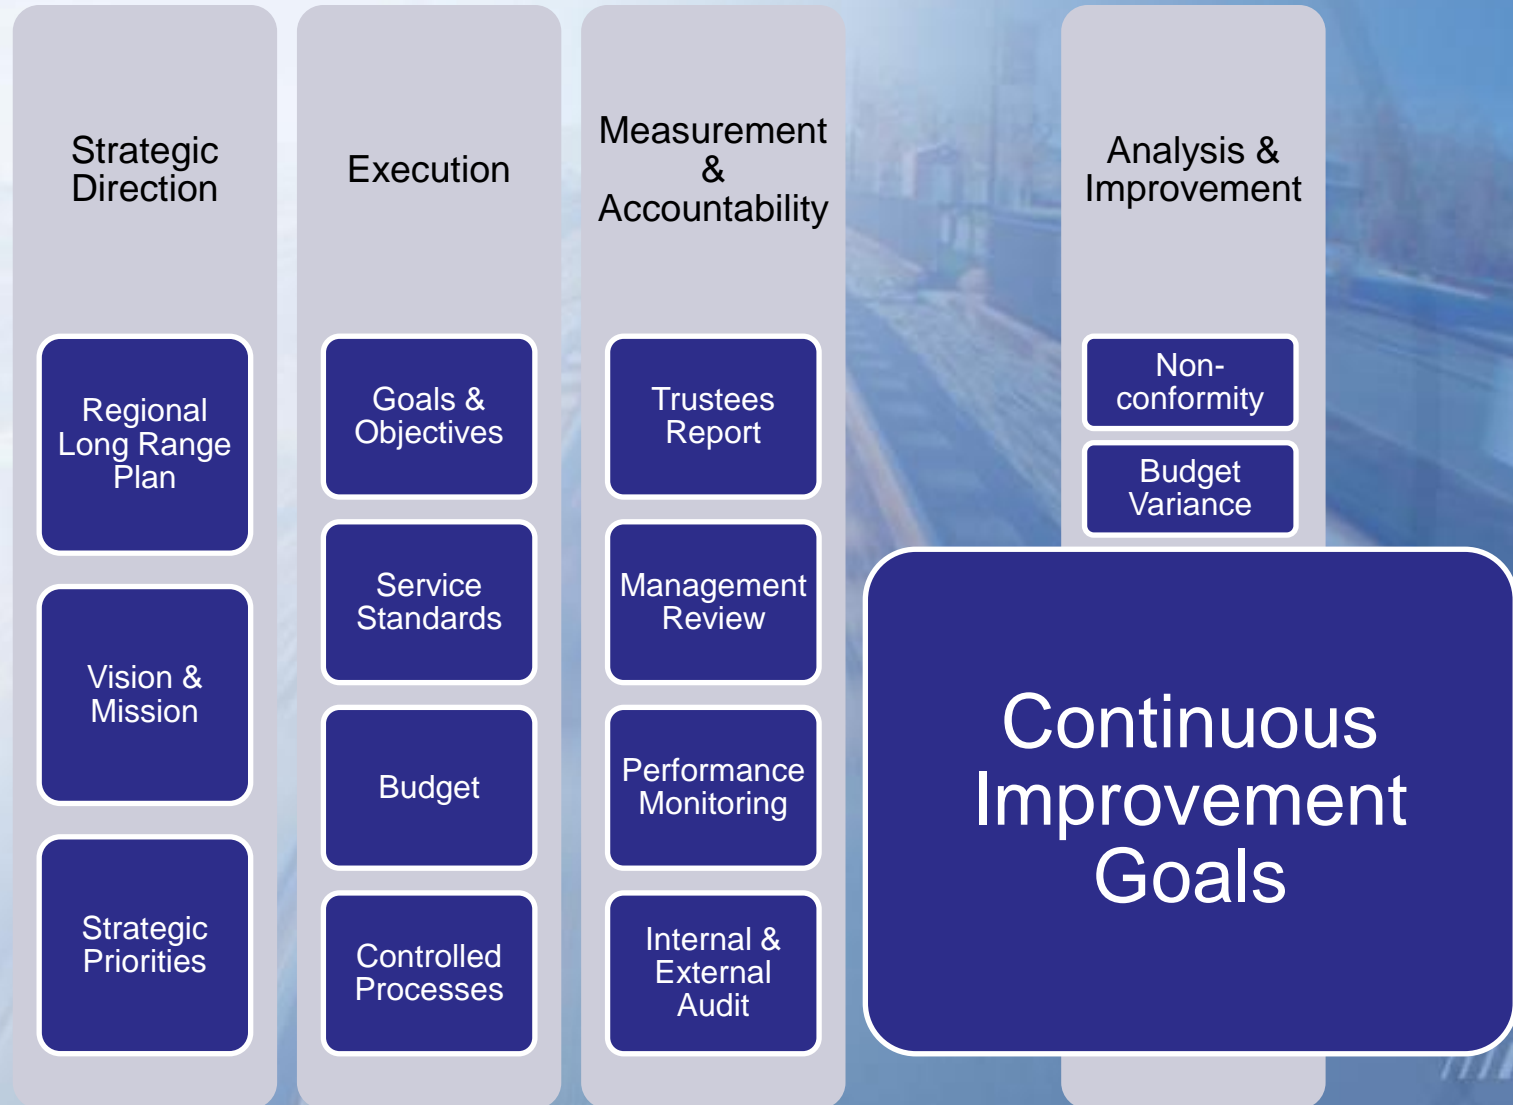 Strategic
Direction
Regional
Long Range
Plan
Vision &
Mission
Strategic
Priorities
Execution
Goals &
Objectives
Service
Standards
Budget
Controlled
Processes
Measurement
&
Accountability
Trustees
Report
Management
Review
Performance
Monitoring
Internal &
External
Audit
Analysis &
Improvement
Non-
conformity
Budget
Variance
Continuous
Improvement
Goals